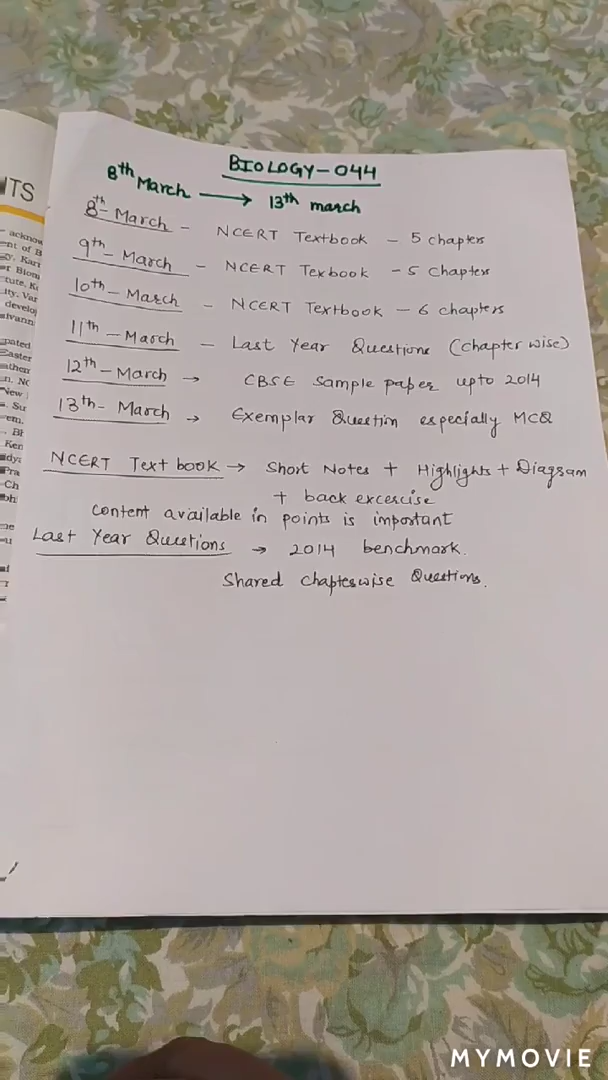 BIOLOGY-044
8th March → 13th march
8th March - NCERT Textbook - 5 chapters
9th - March - NCERT Texbook - 5 Chapters
10th - March - NCERT Textbook - 6 chapters
11th - March - Last Year Questions (chapter wise)
12th - March → CBSE sample paper upto 2014
13th - March → Exemplar Question especially MCQ
NCERT Text book → Short Notes + Highlights + Diagram
+ back excercise
content available in points is important
Last Year Questions → 2014 benchmark.
Shared chapterwise Questions.
ITS
MYMOVIE